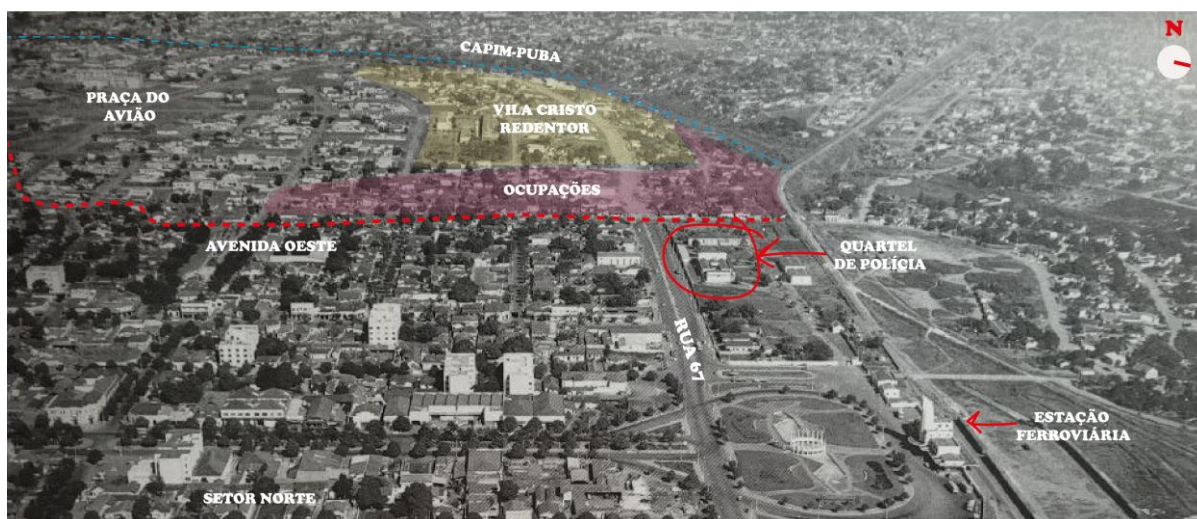 N
CAPIM-PUBA
PRAÇA DO
AVIÃO
VILA CRISTO
REDENTOR
OCUPAÇÕES
AVENIDA OESTE
QUARTEL
DE POLÍCIA
RUA 67
ESTAÇÃO
FERROVIÁRIA
SETOR NORTE